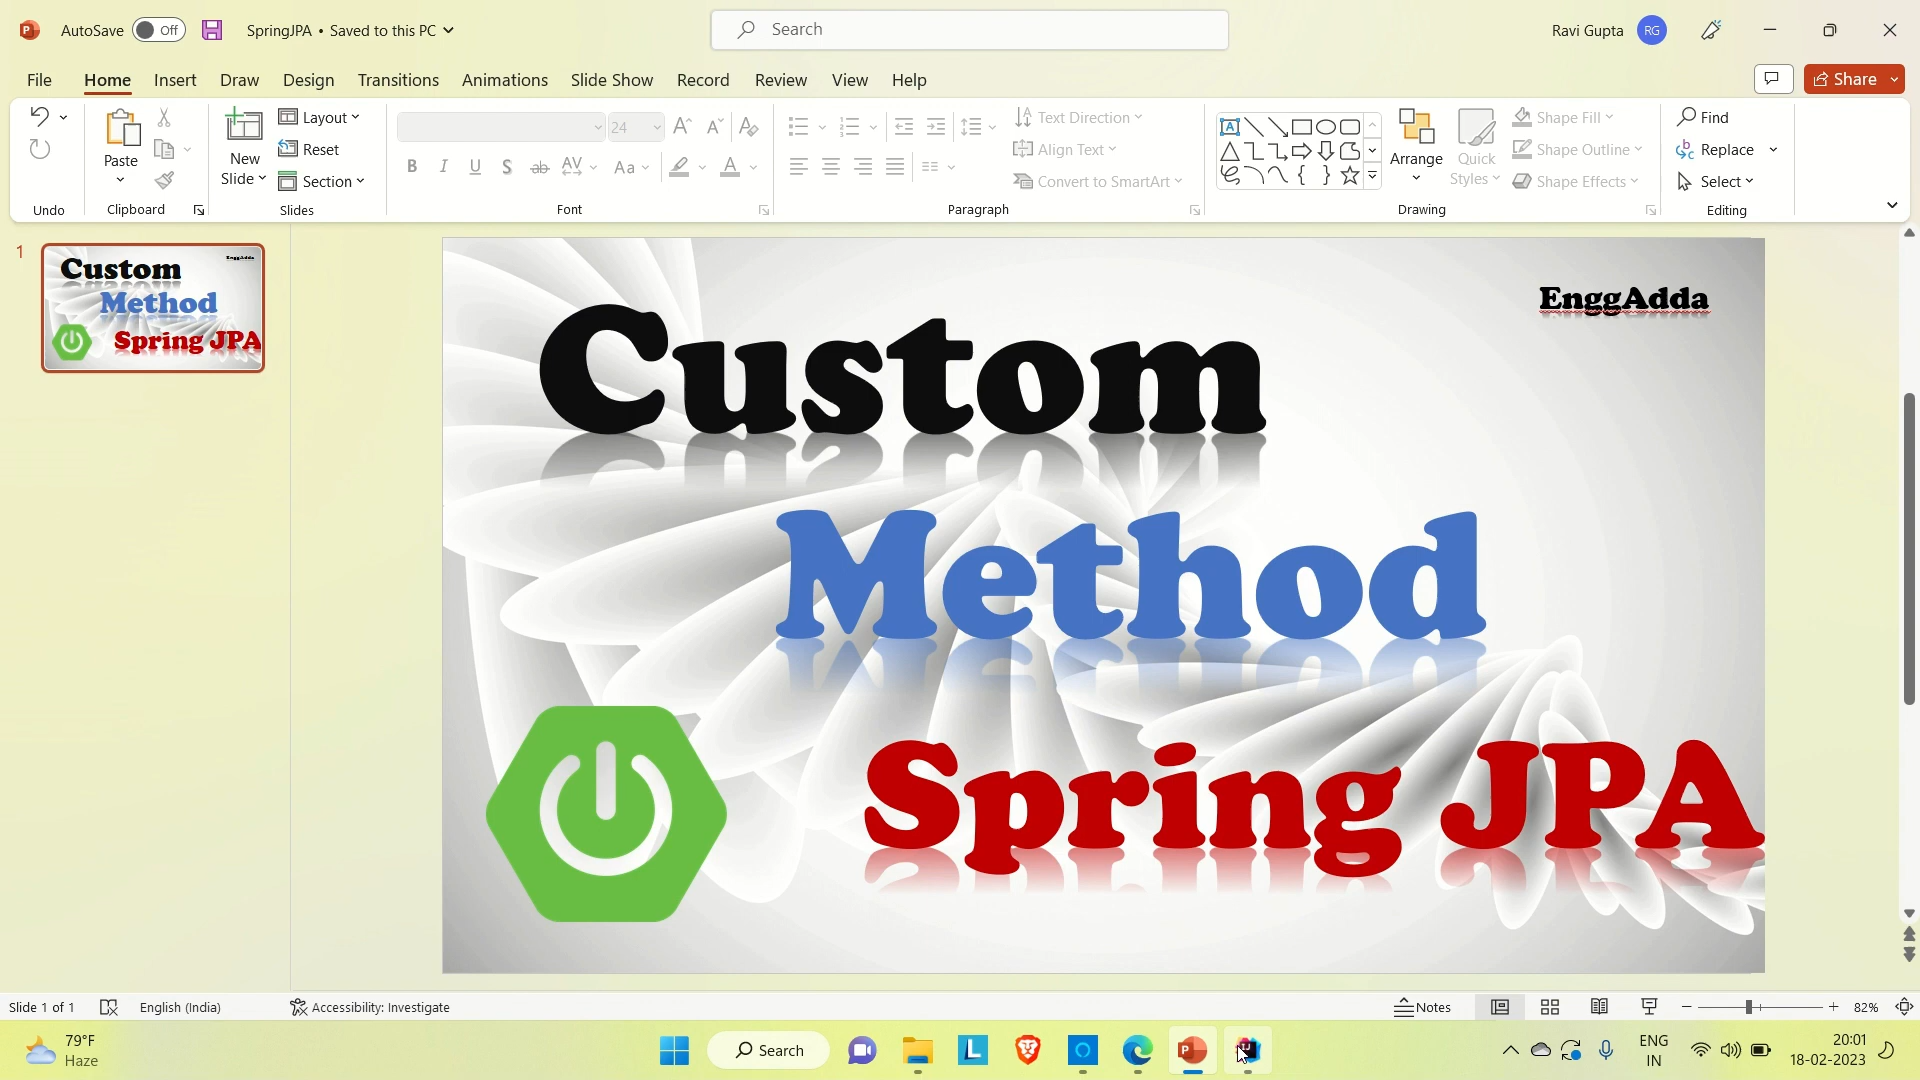 AutoSave Off SpringJPA • Saved to this PC Search Ravi Gupta RG
File Home Insert Draw Design Transitions Animations Slide Show Record Review View Help Share
Paste New Slide Layout Reset Section 24 Text Direction Align Text Convert to SmartArt Arrange Quick Styles Shape Fill Shape Outline Shape Effects Find Replace Select
Undo Clipboard Slides Font Paragraph Drawing Editing
1
EnggAdda
Custom
Method
Spring JPA
EnggAdda
Custom
Method
Spring JPA
Slide 1 of 1 English (India) Accessibility: Investigate Notes 82%
79°F
Haze
Search
ENG
IN
20:01
18-02-2023